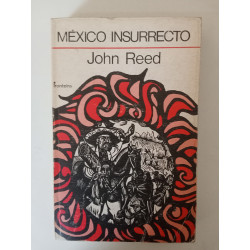 MÉXICO INSURRECTO
John Reed